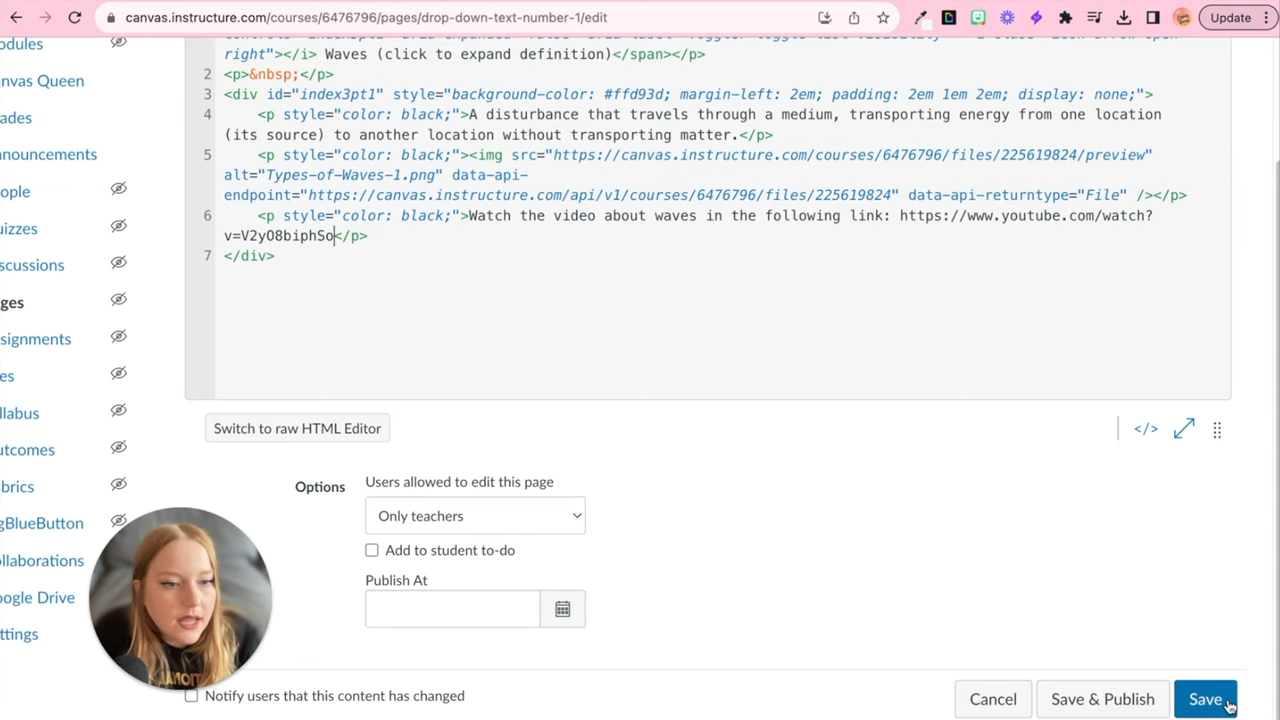 canvas.instructure.com/courses/6476796/pages/drop-down-text-number-1/edit
Update
right"></i> Waves (click to expand definition)</span></p>
2 <p>&nbsp;</p>
3 <div id="index3pt1" style="background-color: #ffd93d; margin-left: 2em; padding: 2em 1em 2em; display: none;">
4 <p style="color: black;">A disturbance that travels through a medium, transporting energy from one location
(its source) to another location without transporting matter.</p>
5 <p style="color: black;"><img src="https://canvas.instructure.com/courses/6476796/files/225619824/preview"
alt="Types-of-Waves-1.png" data-api-
endpoint="https://canvas.instructure.com/api/v1/courses/6476796/files/225619824" data-api-returntype="File" /></p>
6 <p style="color: black;">Watch the video about waves in the following link: https://www.youtube.com/watch?
v=V2yO8biphSo</p>
7 </div>
odules
anvas Queen
ades
nnouncements
ople
uizzes
scussions
ges
signments
es
llabus
utcomes
brics
gBlueButton
ollaborations
oogle Drive
ttings
Switch to raw HTML Editor
</>
Options
Users allowed to edit this page
Only teachers
Add to student to-do
Publish At
Notify users that this content has changed
Cancel
Save & Publish
Save